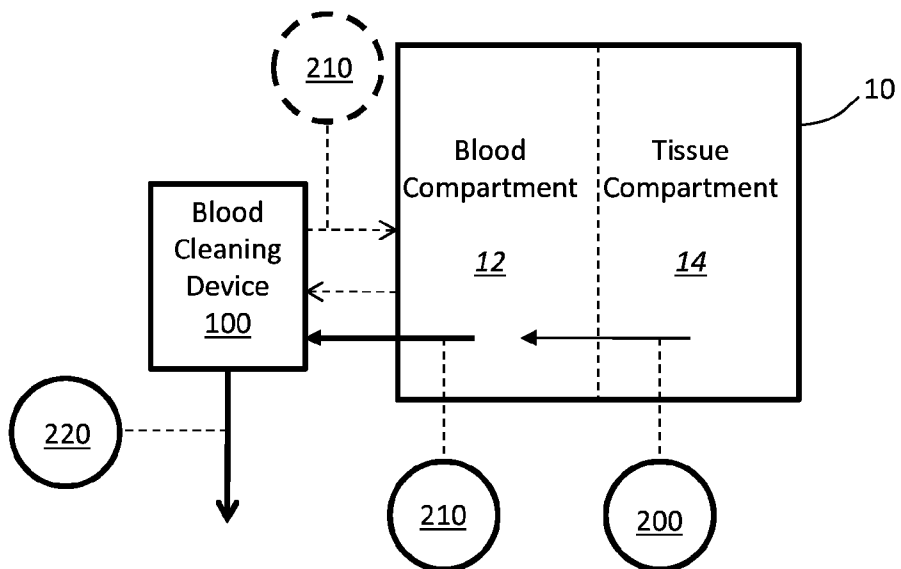 210
10
Blood
Compartment
12
Tissue
Compartment
14
Blood
Cleaning
Device
100
220
210
200